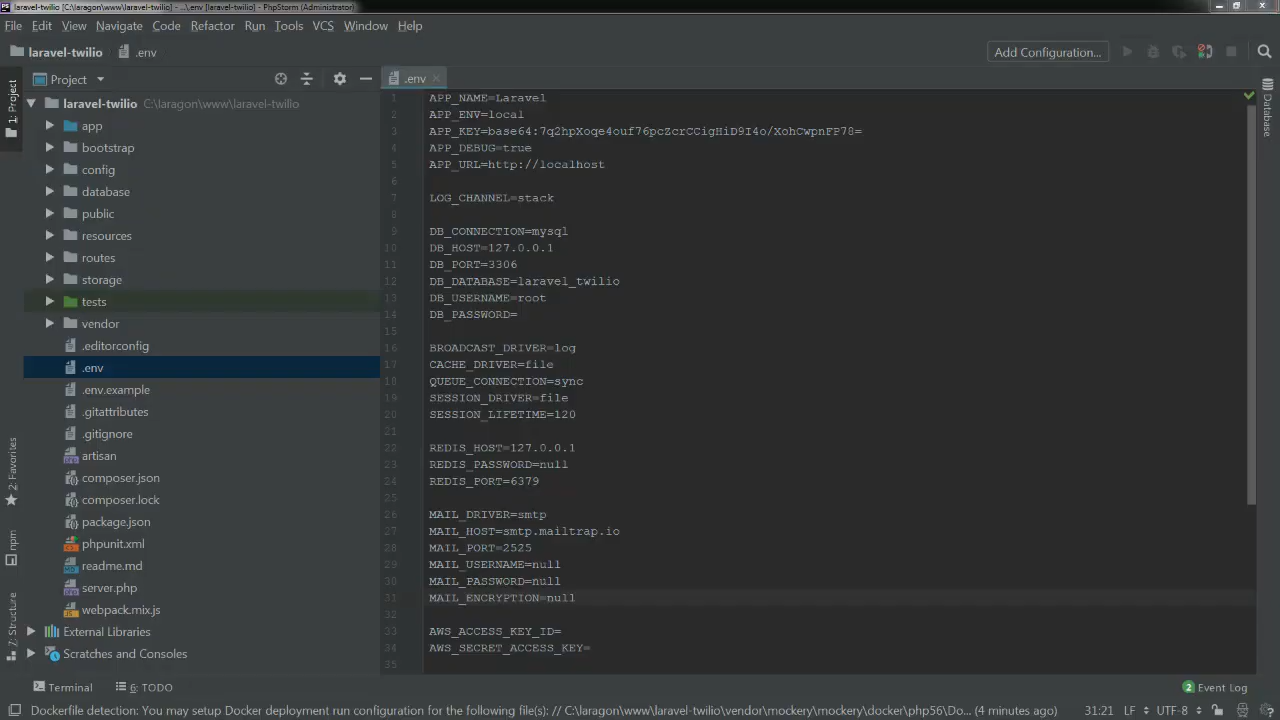 laravel-twilio [C:\laragon\www\laravel-twilio] - ...\.env [laravel-twilio] - PhpStorm (Administrator)
File Edit View Navigate Code Refactor Run Tools VCS Window Help
laravel-twilio .env Add Configuration...
1: Project
2: Favorites
npm
7: Structure
Project
laravel-twilio C:\laragon\www\laravel-twilio
app
bootstrap
config
database
public
resources
routes
storage
tests
vendor
.editorconfig
.env
.env.example
.gitattributes
.gitignore
artisan
composer.json
composer.lock
package.json
phpunit.xml
readme.md
server.php
webpack.mix.js
External Libraries
Scratches and Consoles
.env
1 APP_NAME=Laravel
2 APP_ENV=local
3 APP_KEY=base64:7q2hpXoqe4ouf76pcZcrCCigHiD9I4o/XohCwpnFP78=
4 APP_DEBUG=true
5 APP_URL=http://localhost
6
7 LOG_CHANNEL=stack
8
9 DB_CONNECTION=mysql
10 DB_HOST=127.0.0.1
11 DB_PORT=3306
12 DB_DATABASE=laravel_twilio
13 DB_USERNAME=root
14 DB_PASSWORD=
15
16 BROADCAST_DRIVER=log
17 CACHE_DRIVER=file
18 QUEUE_CONNECTION=sync
19 SESSION_DRIVER=file
20 SESSION_LIFETIME=120
21
22 REDIS_HOST=127.0.0.1
23 REDIS_PASSWORD=null
24 REDIS_PORT=6379
25
26 MAIL_DRIVER=smtp
27 MAIL_HOST=smtp.mailtrap.io
28 MAIL_PORT=2525
29 MAIL_USERNAME=null
30 MAIL_PASSWORD=null
31 MAIL_ENCRYPTION=null
32
33 AWS_ACCESS_KEY_ID=
34 AWS_SECRET_ACCESS_KEY=
35
Database
Terminal 6: TODO 2 Event Log
Dockerfile detection: You may setup Docker deployment run configuration for the following file(s): // C:\laragon\www\laravel-twilio\vendor\mockery\mockery\docker\php56\Do... (4 minutes ago) 31:21 LF UTF-8